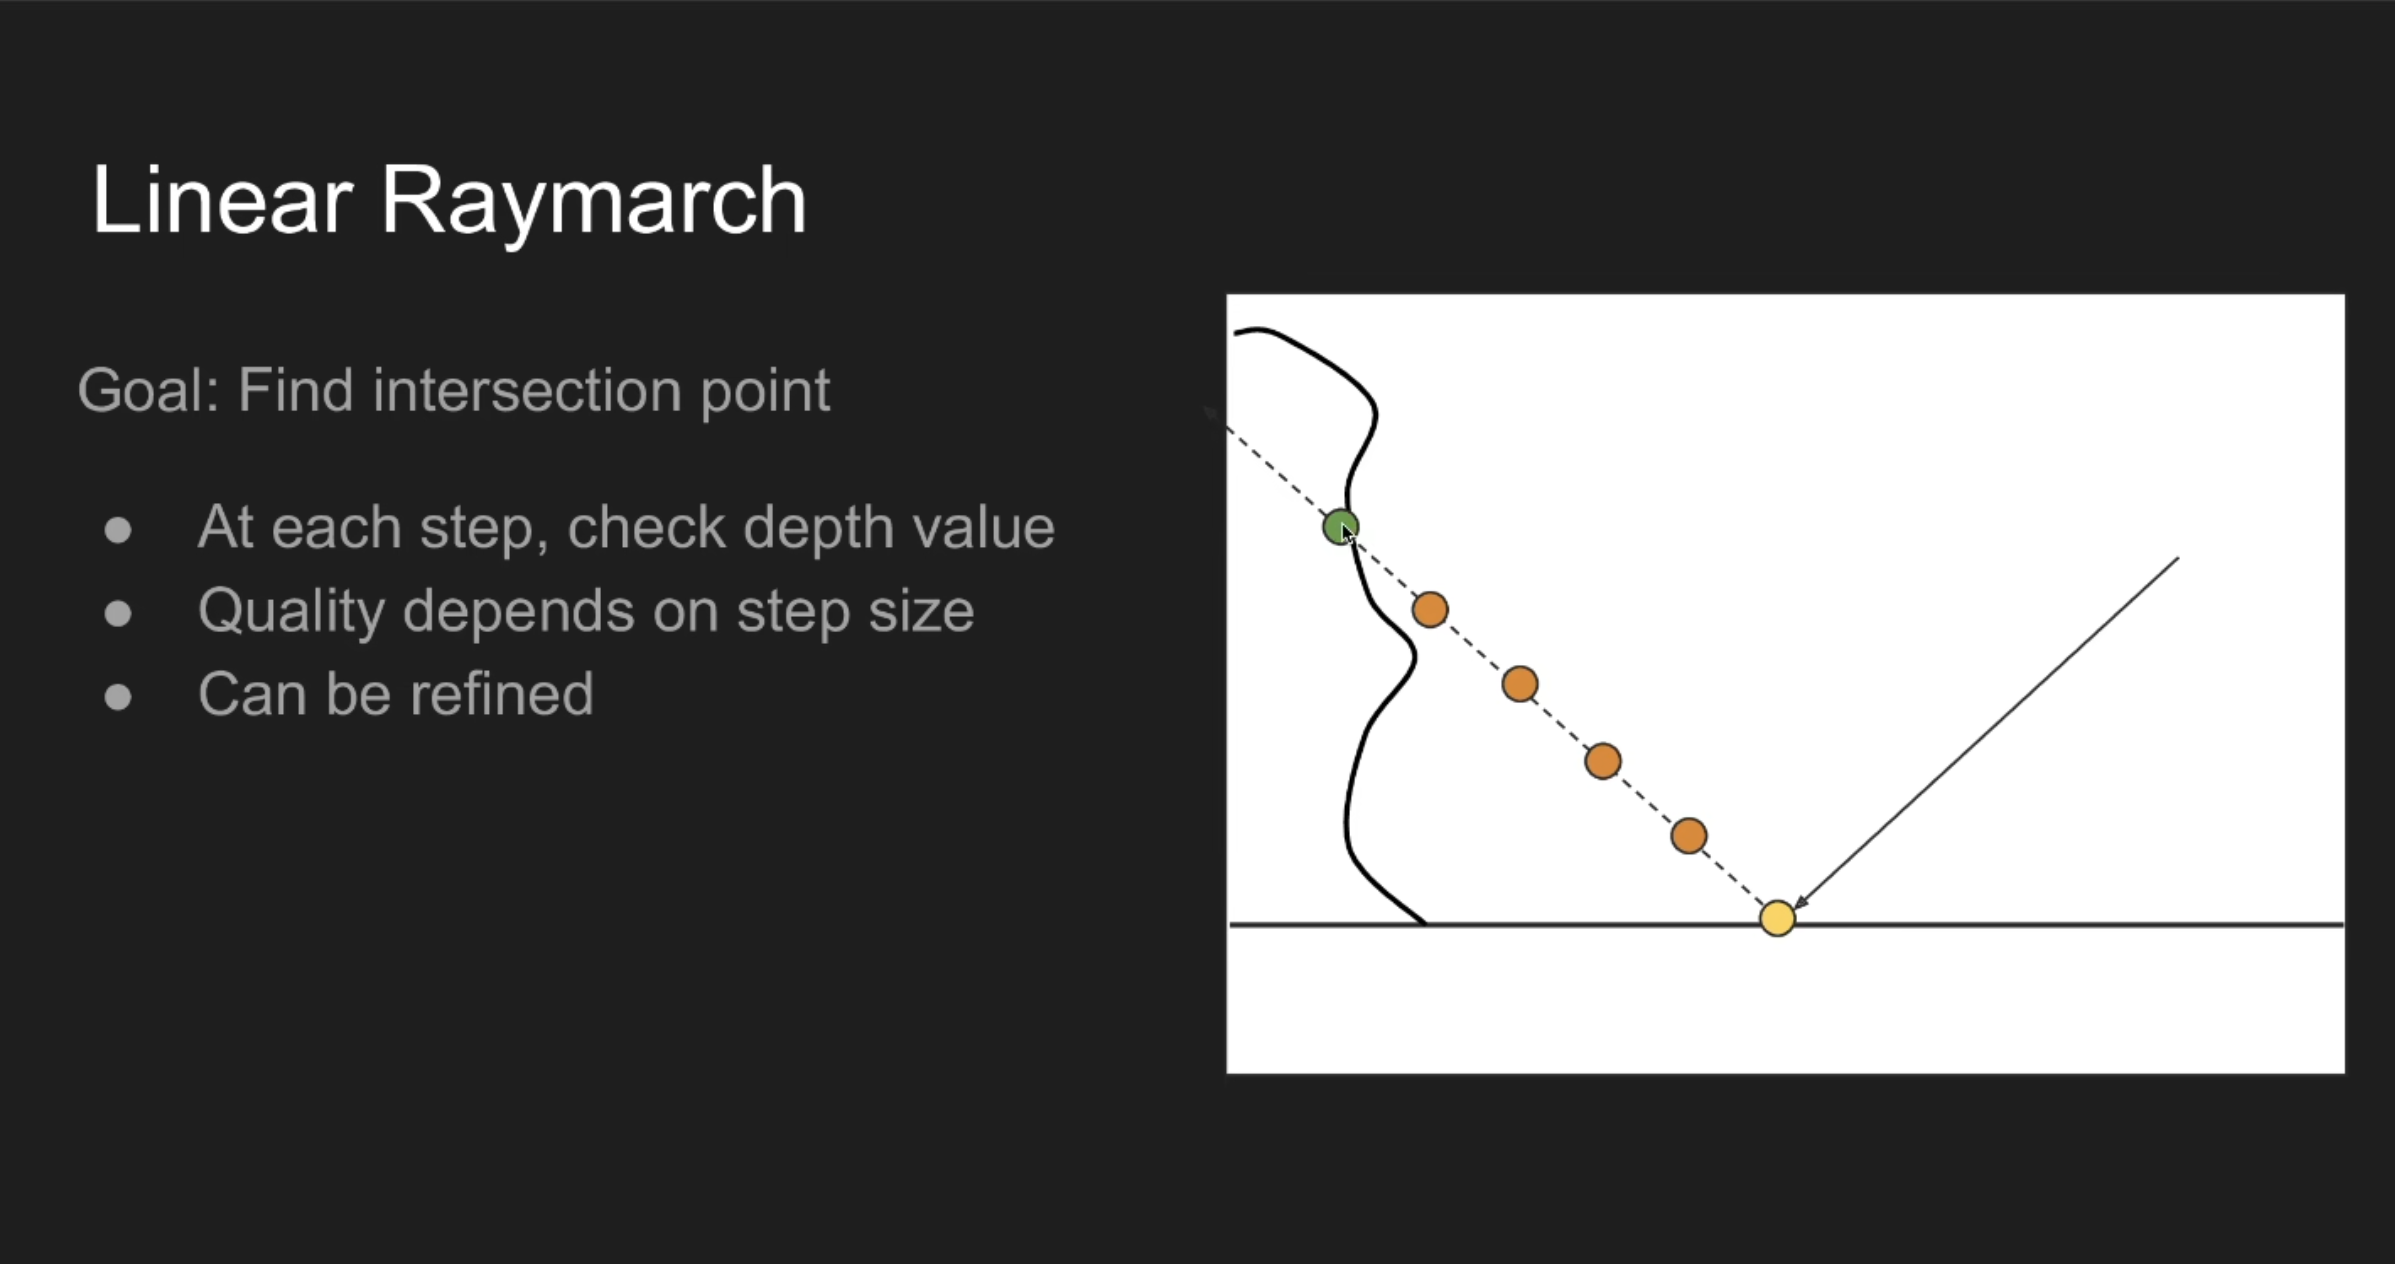 Linear Raymarch
Goal: Find intersection point
● At each step, check depth value
● Quality depends on step size
● Can be refined